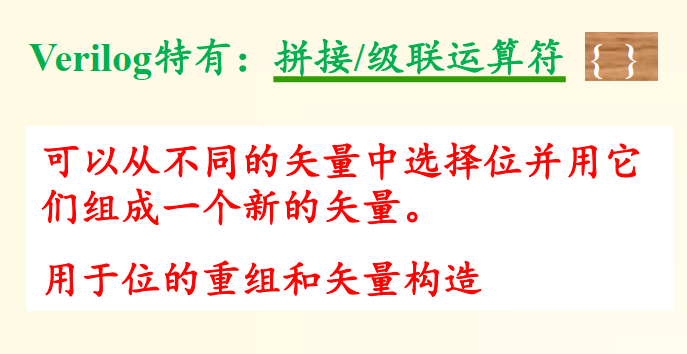 Verilog特有：拼接/级联运算符 { }
可以从不同的矢量中选择位并用它
们组成一个新的矢量。
用于位的重组和矢量构造